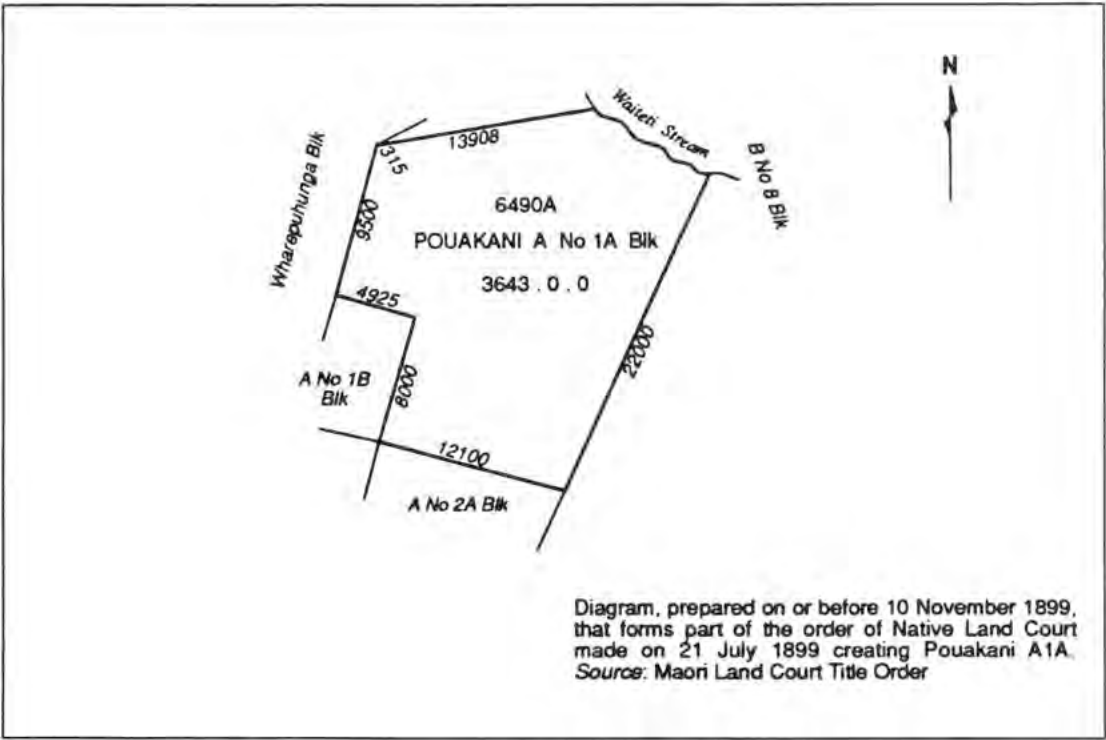 N
Waiteti Stream
13908
315
B No 8 Blk
Wharepuhunga Blk
6490A
9500
POUAKANI A No 1A Blk
3643 . 0 . 0
4925
22000
A No 1B
Blk
8000
12100
A No 2A Blk
Diagram, prepared on or before 10 November 1899,
that forms part of the order of Native Land Court
made on 21 July 1899 creating Pouakani A1A.
Source: Maori Land Court Title Order